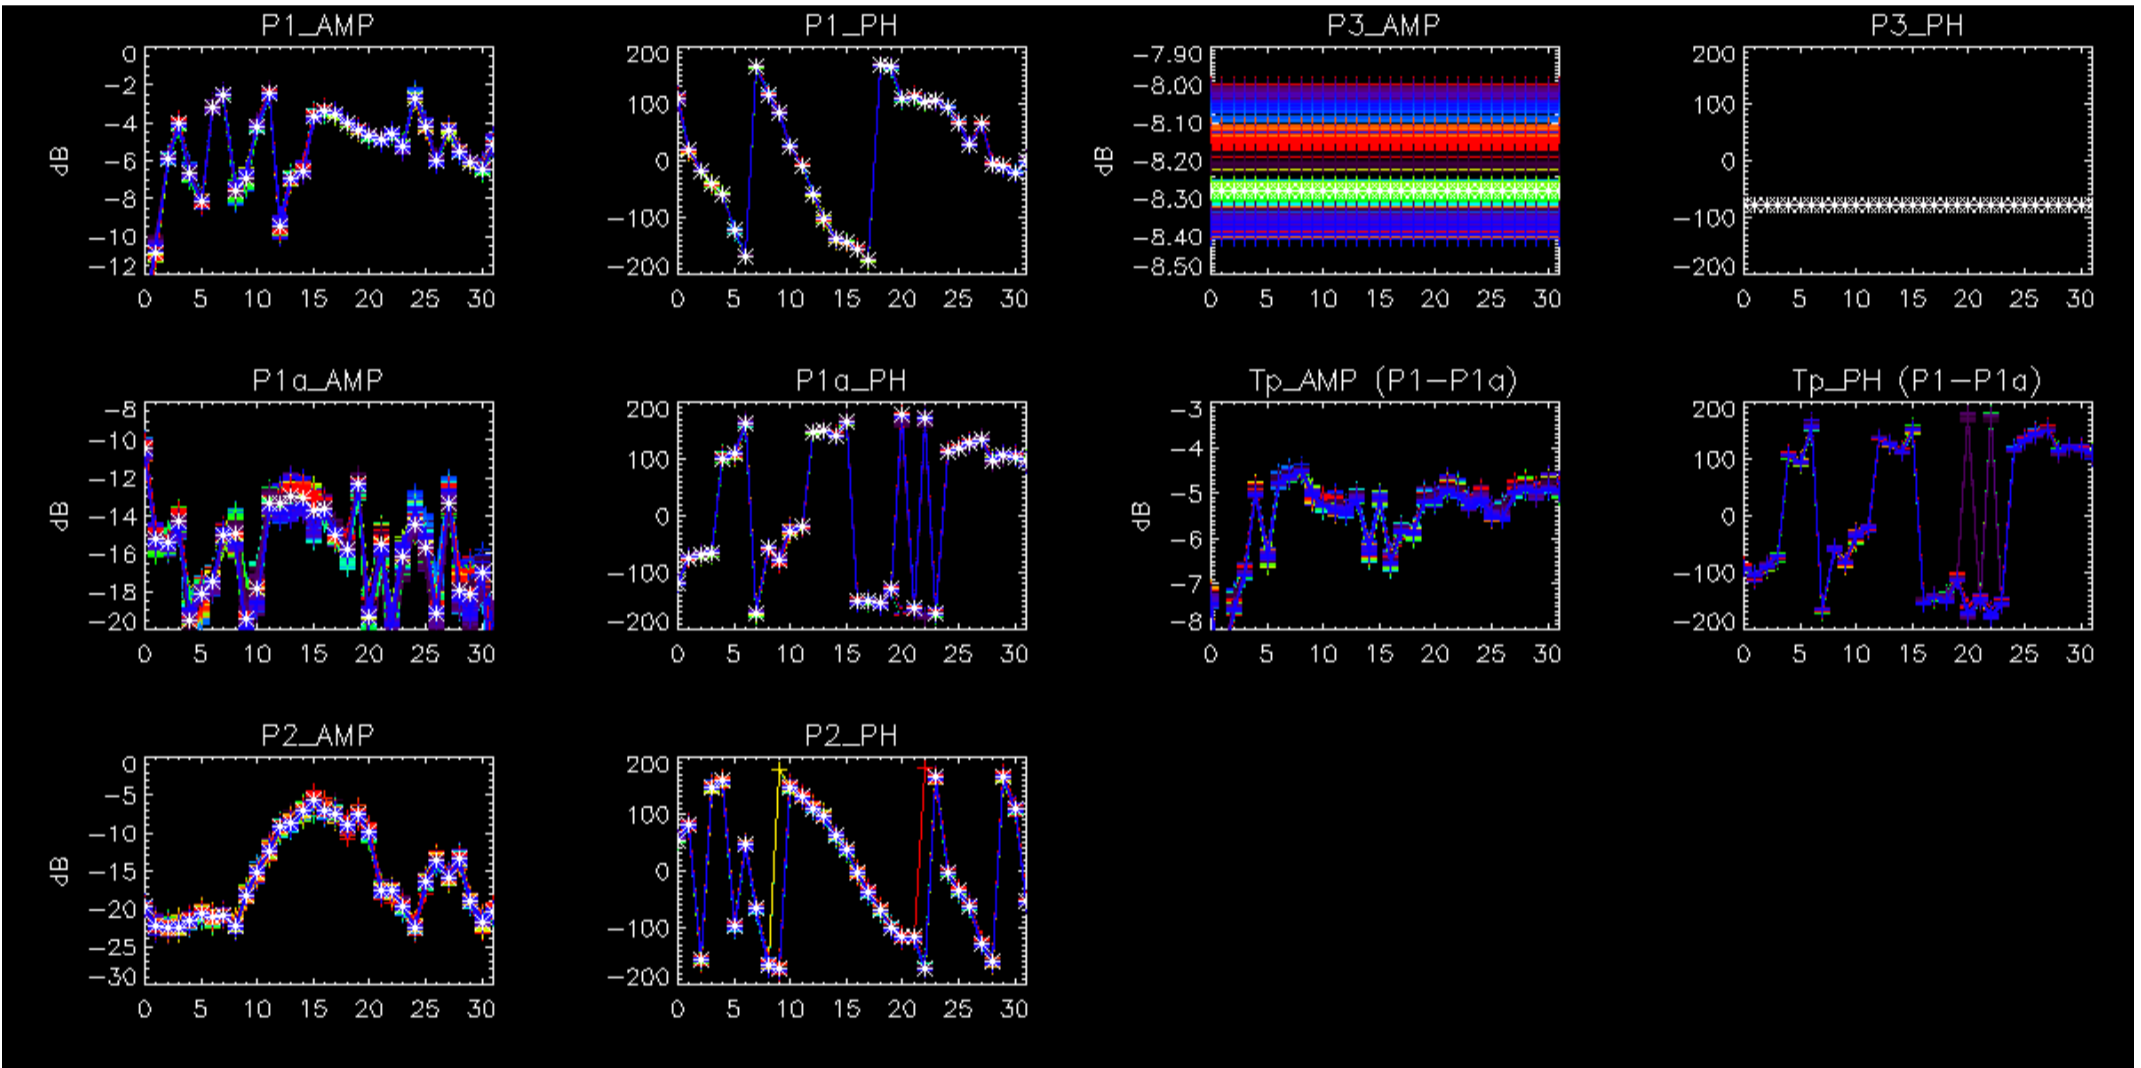 P1_AMP
P1_PH
P3_AMP
P3_PH
dB
0
-2
-4
-6
-8
-10
-12
0 5 10 15 20 25 30
200
100
0
-100
-200
0 5 10 15 20 25 30
dB
-7.90
-8.00
-8.10
-8.20
-8.30
-8.40
-8.50
0 5 10 15 20 25 30
200
100
0
-100
-200
0 5 10 15 20 25 30
P1a_AMP
P1a_PH
Tp_AMP (P1-P1a)
Tp_PH (P1-P1a)
dB
-8
-10
-12
-14
-16
-18
-20
0 5 10 15 20 25 30
200
100
0
-100
-200
0 5 10 15 20 25 30
dB
-3
-4
-5
-6
-7
-8
0 5 10 15 20 25 30
200
100
0
-100
-200
0 5 10 15 20 25 30
P2_AMP
P2_PH
dB
0
-5
-10
-15
-20
-25
-30
0 5 10 15 20 25 30
200
100
0
-100
-200
0 5 10 15 20 25 30